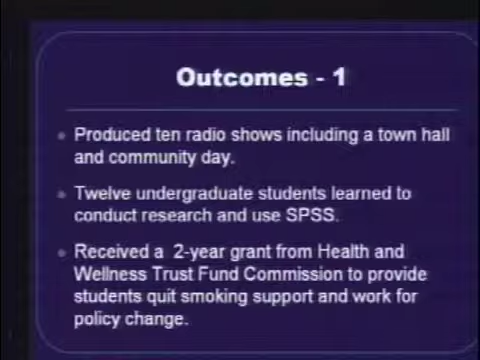 Outcomes - 1
Produced ten radio shows including a town hall
and community day.
Twelve undergraduate students learned to
conduct research and use SPSS.
Received a 2-year grant from Health and
Wellness Trust Fund Commission to provide
students quit smoking support and work for
policy change.